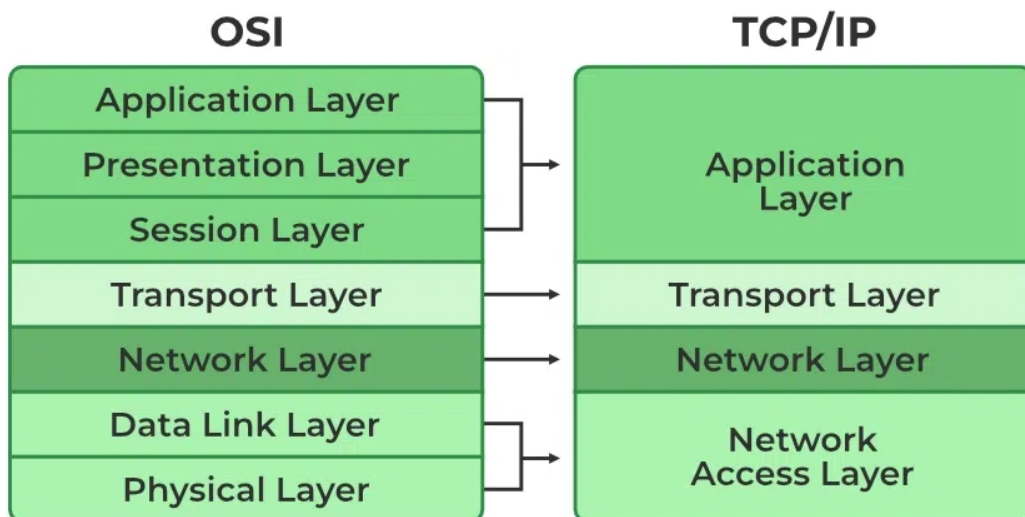 OSI
Application Layer
Presentation Layer
Session Layer
Transport Layer
Network Layer
Data Link Layer
Physical Layer
TCP/IP
Application
Layer
Transport Layer
Network Layer
Network
Access Layer